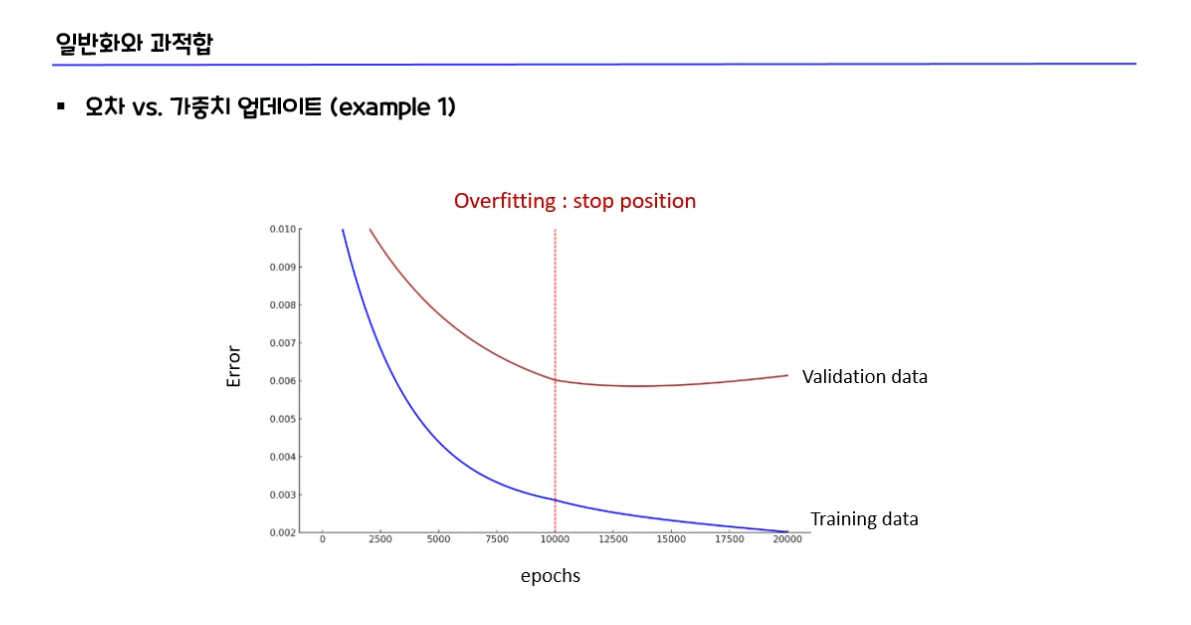 일반화와 과적합
▪ 오차 vs. 가중치 업데이트 (example 1)
Overfitting : stop position
0.010
0.009
0.008
0.007
0.006
0.005
0.004
0.003
0.002
Error
Validation data
Training data
0 2500 5000 7500 10000 12500 15000 17500 20000
epochs